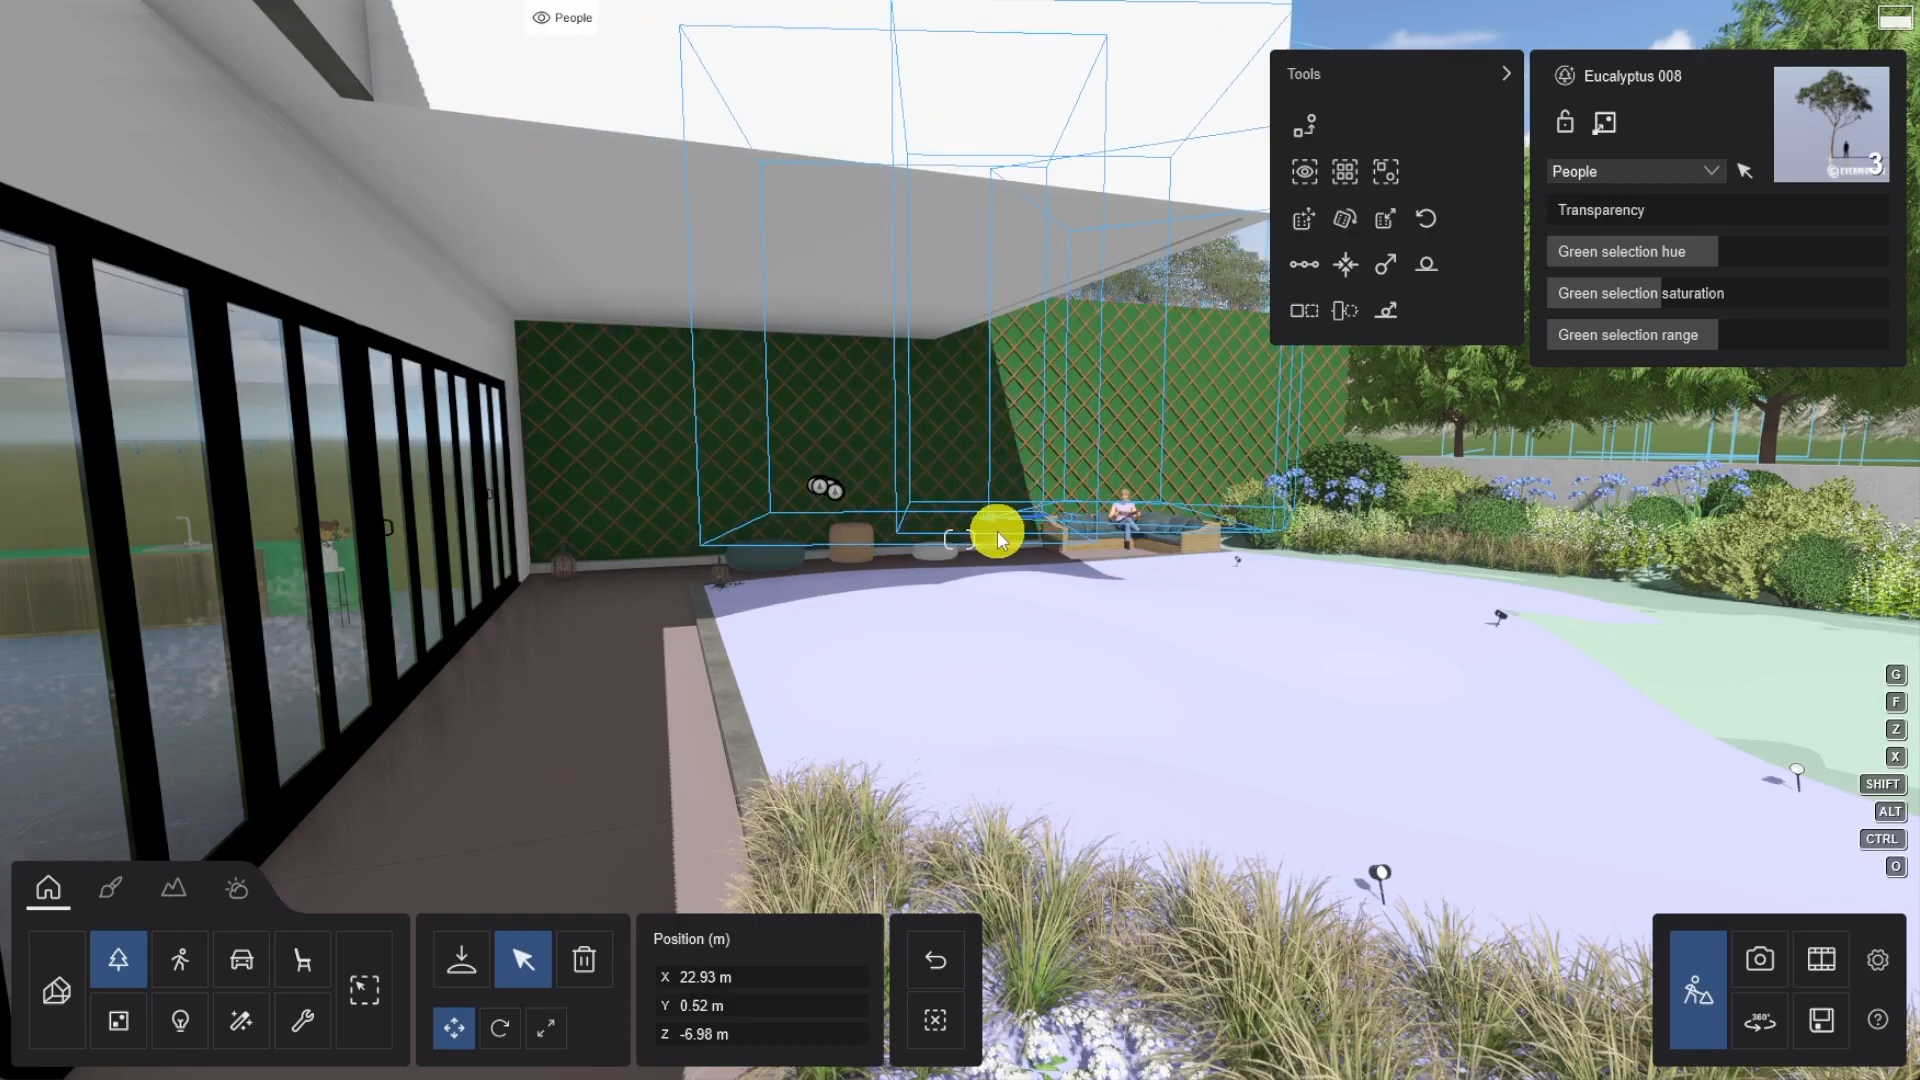 People
Tools
Eucalyptus 008
3
People
Transparency
Green selection hue
Green selection saturation
Green selection range
G
F
Z
X
SHIFT
ALT
CTRL
O
Position (m)
X 22.93 m
Y 0.52 m
Z -6.98 m
360°